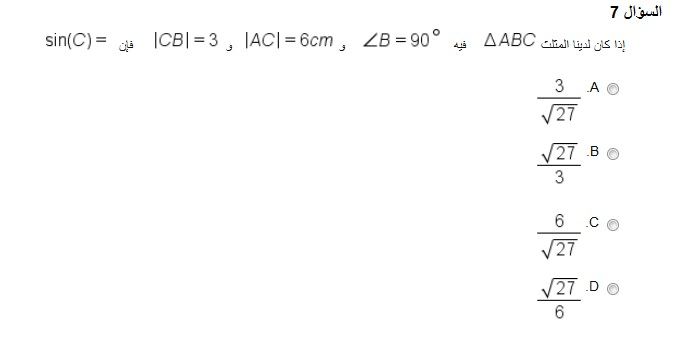 السؤال 7
إذا كان لدينا المثلث ΔABC فيه ∠B = 90° و |AC| = 6cm و |CB| = 3 فإن sin(C) =
A. 3/√27
B. √27/3
C. 6/√27
D. √27/6